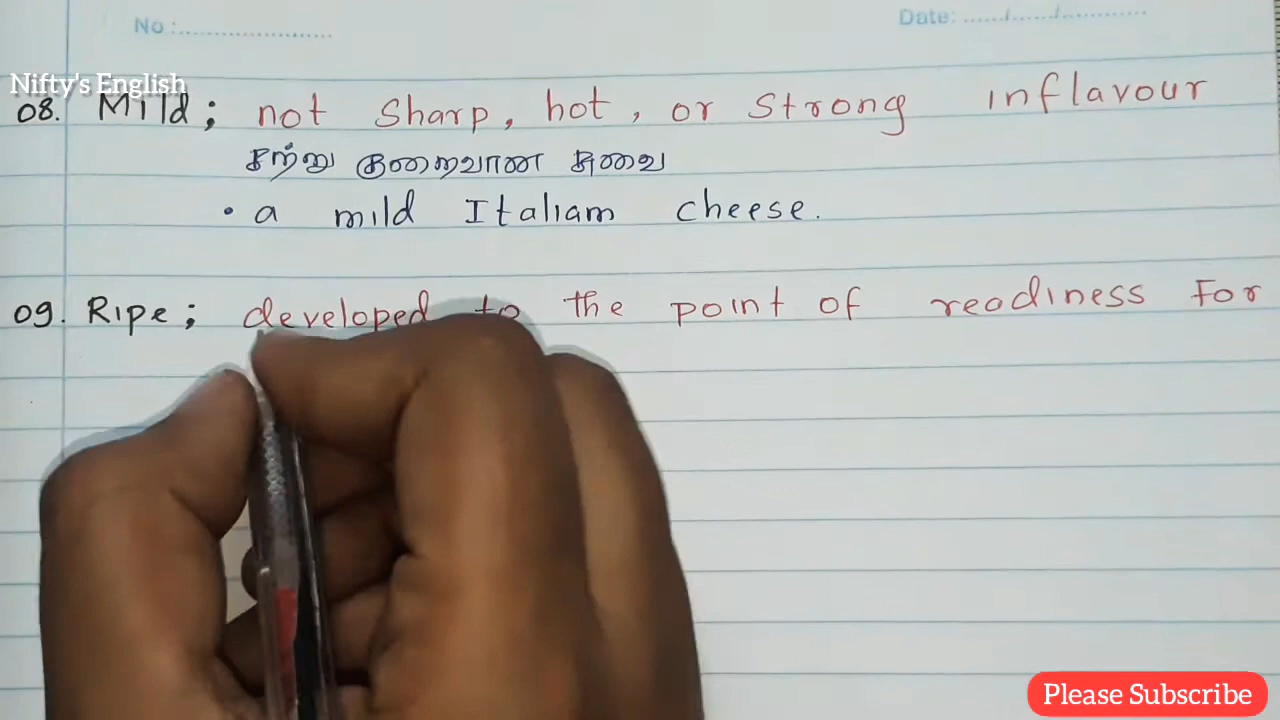 No :......................
Date: ....../....../............
Nifty's English
08. Mild; not sharp, hot, or strong inflavour
சற்று குறைவான சுவை
• a mild Italiam cheese.
09. Ripe; developed to the point of readiness for
Please Subscribe